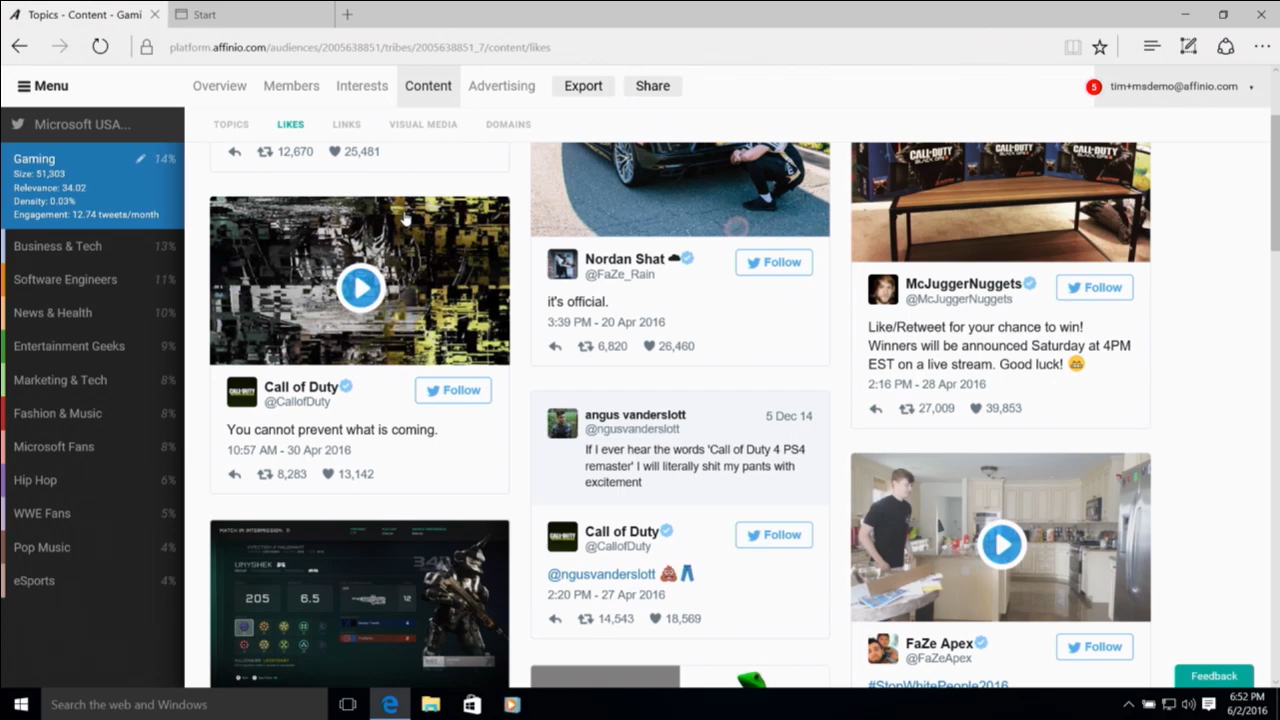 Topics - Content - Gami
Start
platform.affinio.com/audiences/2005638851/tribes/2005638851_7/content/likes
Menu
Overview
Members
Interests
Content
Advertising
Export
Share
5
tim+msdemo@affinio.com
Microsoft USA...
TOPICS
LIKES
LINKS
VISUAL MEDIA
DOMAINS
Gaming 14%
Size: 51,303
Relevance: 34.02
Density: 0.03%
Engagement: 12.74 tweets/month
Business & Tech 13%
Software Engineers 11%
News & Health 10%
Entertainment Geeks 9%
Marketing & Tech 8%
Fashion & Music 8%
Microsoft Fans 8%
Hip Hop 6%
WWE Fans 5%
Pop Music 4%
eSports 4%
12,670 25,481
CALL OF DUTY
Call of Duty
@CallofDuty
Follow
You cannot prevent what is coming.
10:57 AM - 30 Apr 2016
8,283 13,142
MATCH IN INTERMISSION
UNYSHEK
343
205
6.5
12
Nordan Shat
@FaZe_Rain
Follow
it's official.
3:39 PM - 20 Apr 2016
6,820 26,460
angus vanderslott 5 Dec 14
@ngusvanderslott
If I ever hear the words 'Call of Duty 4 PS4
remaster' I will literally shit my pants with
excitement
CALL OF DUTY
Call of Duty
@CallofDuty
Follow
@ngusvanderslott 💩👖
2:20 PM - 27 Apr 2016
14,543 18,569
CALL·DUTY
CALL·DUTY
CALL·DUTY
McJuggerNuggets
@McJuggerNuggets
Follow
Like/Retweet for your chance to win!
Winners will be announced Saturday at 4PM
EST on a live stream. Good luck! 😁
2:16 PM - 28 Apr 2016
27,009 39,853
FaZe Apex
@FaZeApex
Follow
#StopWhitePeople2016
Feedback
Search the web and Windows
6:52 PM
6/2/2016